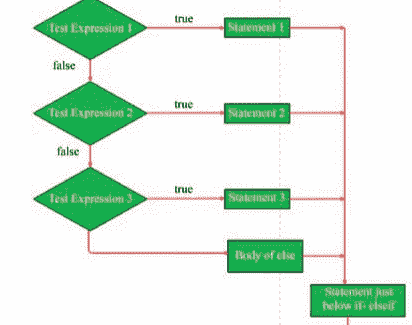 Test Expression 1
true
Statement 1
false
Test Expression 2
true
Statement 2
false
Test Expression 3
true
Statement 3
Body of else
Statement just
below if- elseif